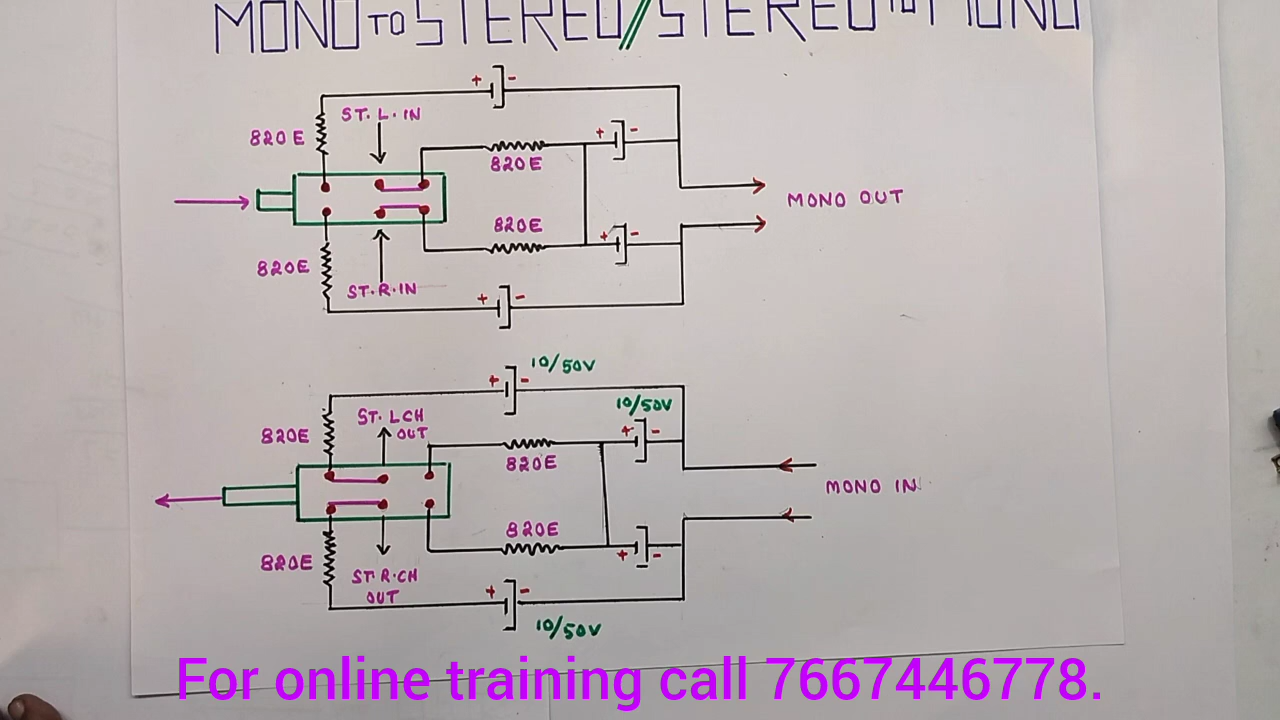 MONO TO STEREO//STEREO TO MONO
+ -
ST. L. IN
820 E
+ -
820E
MONO OUT
820E
+ -
820E
ST. R. IN
+ -
10/50V
+ -
10/50V
ST. LCH
OUT
820E
+ -
820E
MONO IN
820E
820E
+ -
ST. R. CH
OUT
+ -
10/50V
For online training call 7667446778.